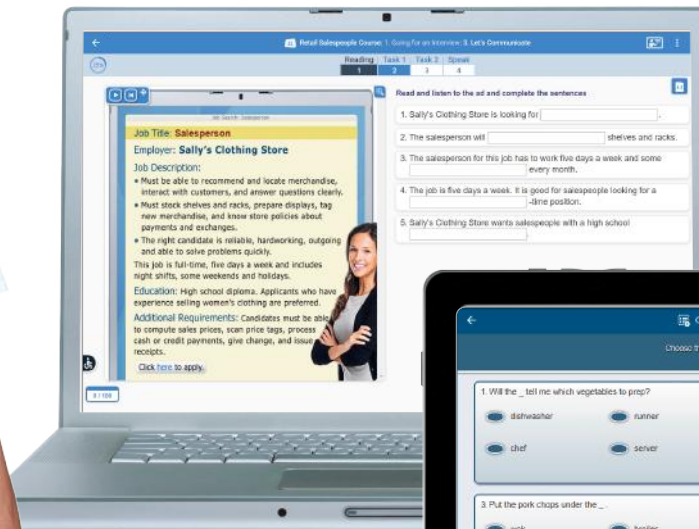 Retail Salespeople Course: 1. Going for an Interview: 3. Let's Communicate
Reading Task 1 Task 2 Speak
1 2 3 4
Job Search: Salesperson
Job Title: Salesperson
Employer: Sally's Clothing Store
Job Description:
• Must be able to recommend and locate merchandise,
interact with customers, and answer questions clearly.
• Must stock shelves and racks, prepare displays, tag
new merchandise, and know store policies about
payments and exchanges.
• The right candidate is reliable, hardworking, outgoing
and able to solve problems quickly.
This job is full-time, five days a week and includes
night shifts, some weekends and holidays.
Education: High school diploma. Applicants who have
experience selling women's clothing are preferred.
Additional Requirements: Candidates must be able
to compute sales prices, scan price tags, process
cash or credit payments, give change, and issue
receipts.
Click here to apply.
Read and listen to the ad and complete the sentences
1. Sally's Clothing Store is looking for .
2. The salesperson will shelves and racks.
3. The salesperson for this job has to work five days a week and some
every month.
4. The job is five days a week. It is good for salespeople looking for a
-time position.
5. Sally's Clothing Store wants salespeople with a high school
.
Choose
1. Will the _ tell me which vegetables to prep?
dishwasher runner
chef server
3. Put the pork chops under the _.
wok broiler